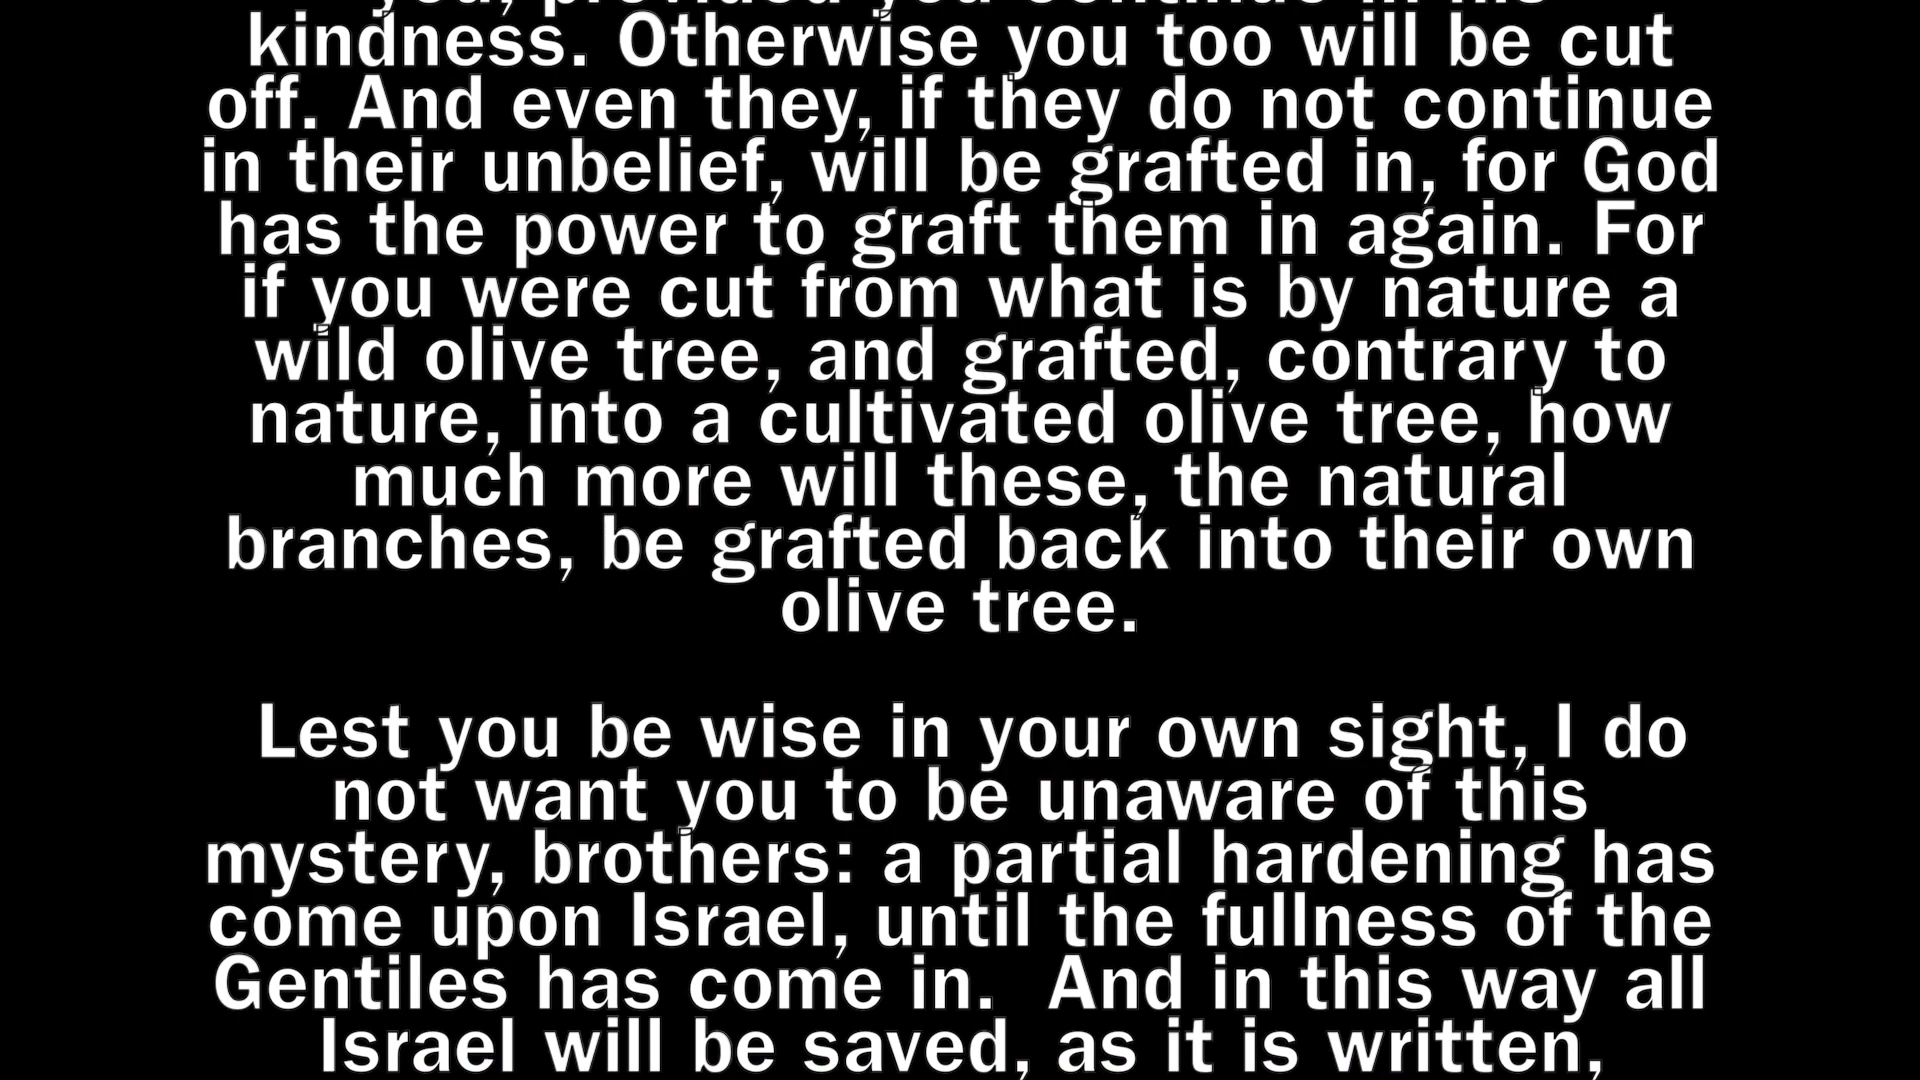 you, provided you continue in his
kindness. Otherwise you too will be cut
off. And even they, if they do not continue
in their unbelief, will be grafted in, for God
has the power to graft them in again. For
if you were cut from what is by nature a
wild olive tree, and grafted, contrary to
nature, into a cultivated olive tree, how
much more will these, the natural
branches, be grafted back into their own
olive tree.
Lest you be wise in your own sight, I do
not want you to be unaware of this
mystery, brothers: a partial hardening has
come upon Israel, until the fullness of the
Gentiles has come in.  And in this way all
Israel will be saved, as it is written,